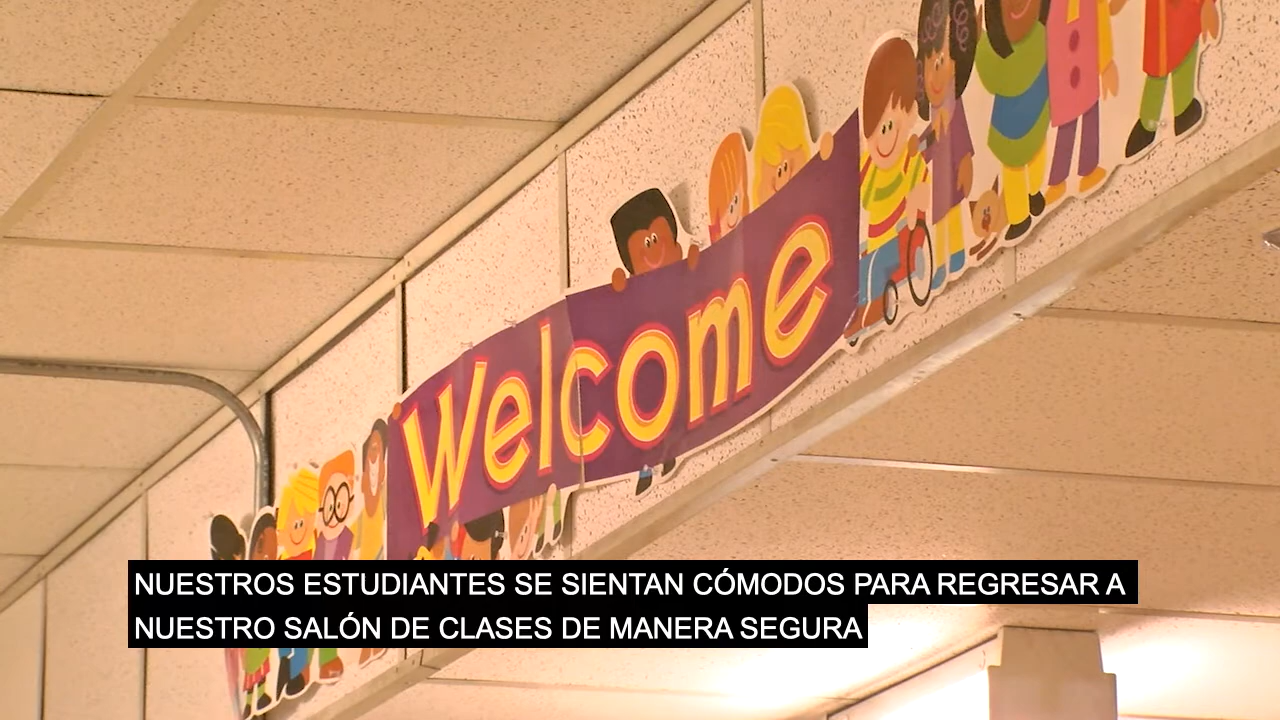 Welcome
NUESTROS ESTUDIANTES SE SIENTAN CÓMODOS PARA REGRESAR A
NUESTRO SALÓN DE CLASES DE MANERA SEGURA